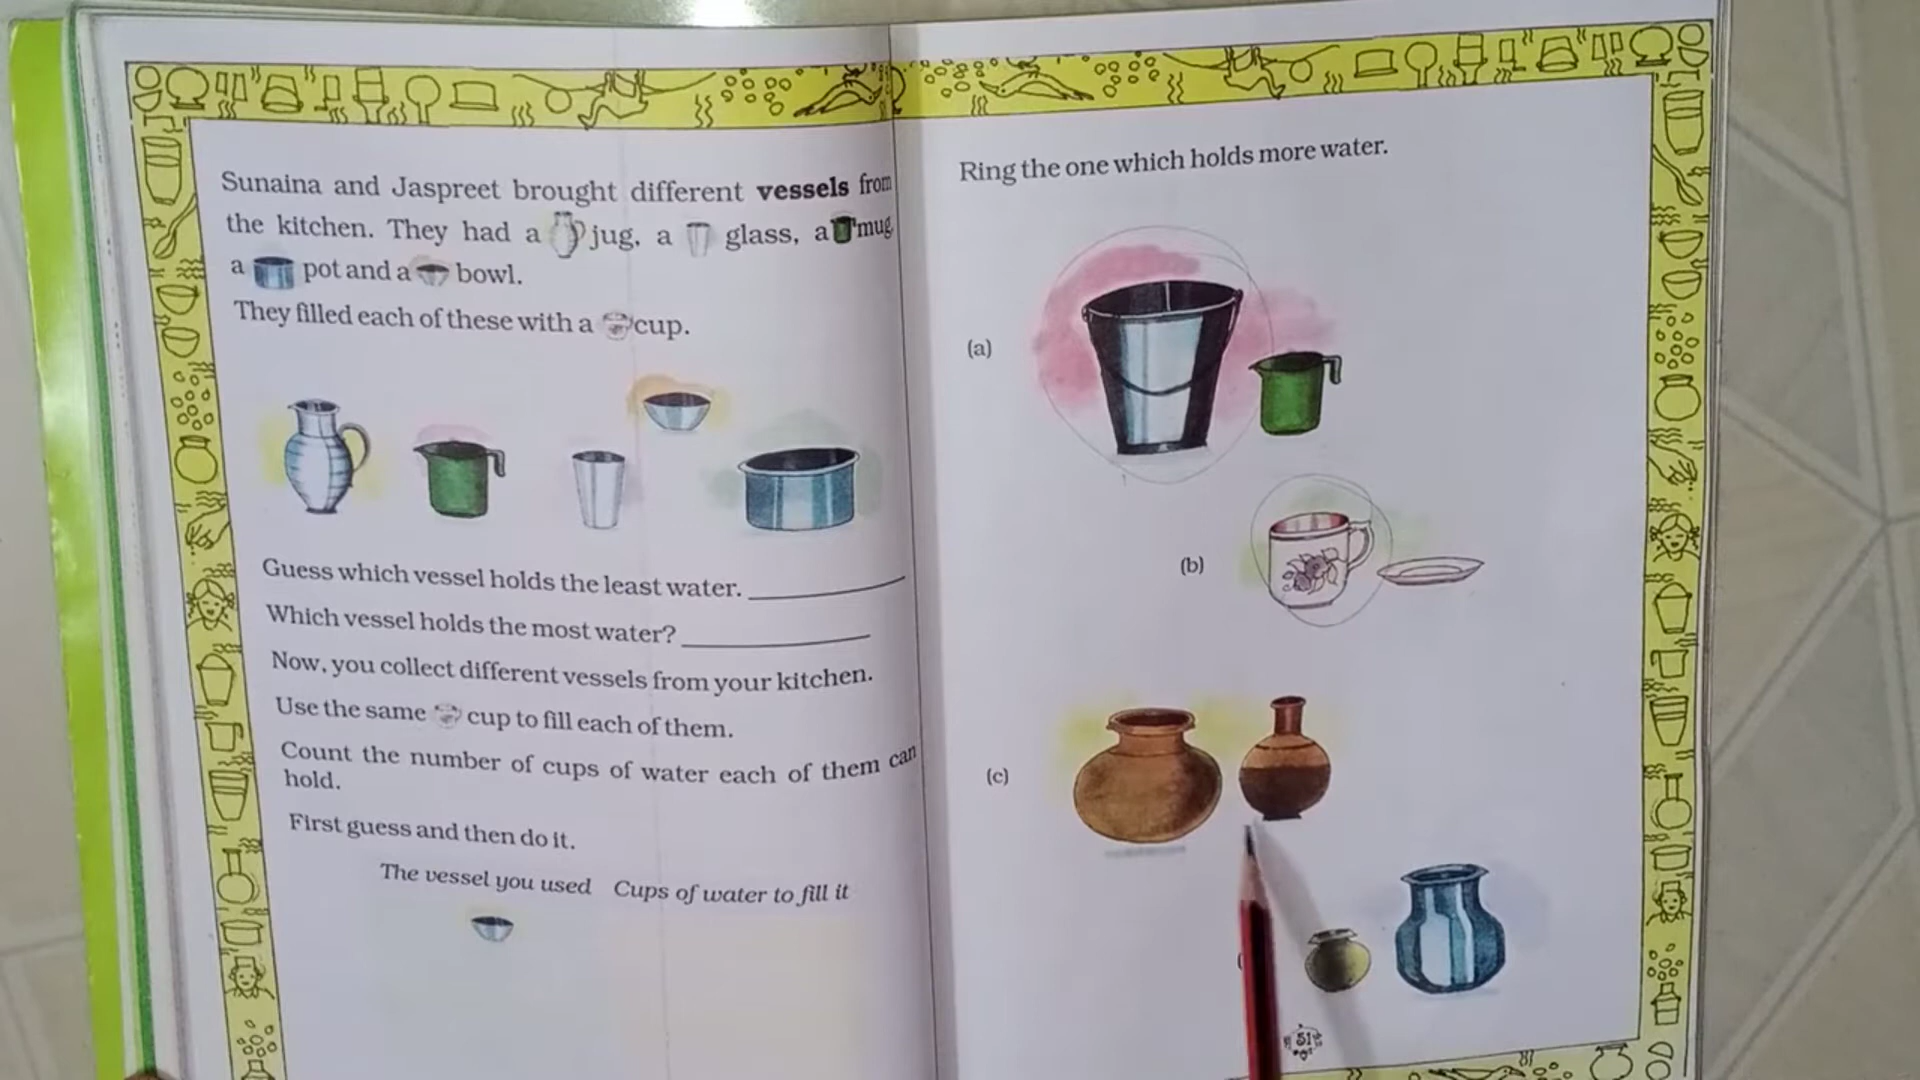 Sunaina and Jaspreet brought different vessels from
the kitchen. They had a jug, a glass, a mug,
a pot and a bowl.
They filled each of these with a cup.
Guess which vessel holds the least water. ____________
Which vessel holds the most water? ____________
Now, you collect different vessels from your kitchen.
Use the same cup to fill each of them.
Count the number of cups of water each of them can
hold.
First guess and then do it.
The vessel you used Cups of water to fill it
Ring the one which holds more water.
(a)
(b)
(c)
51